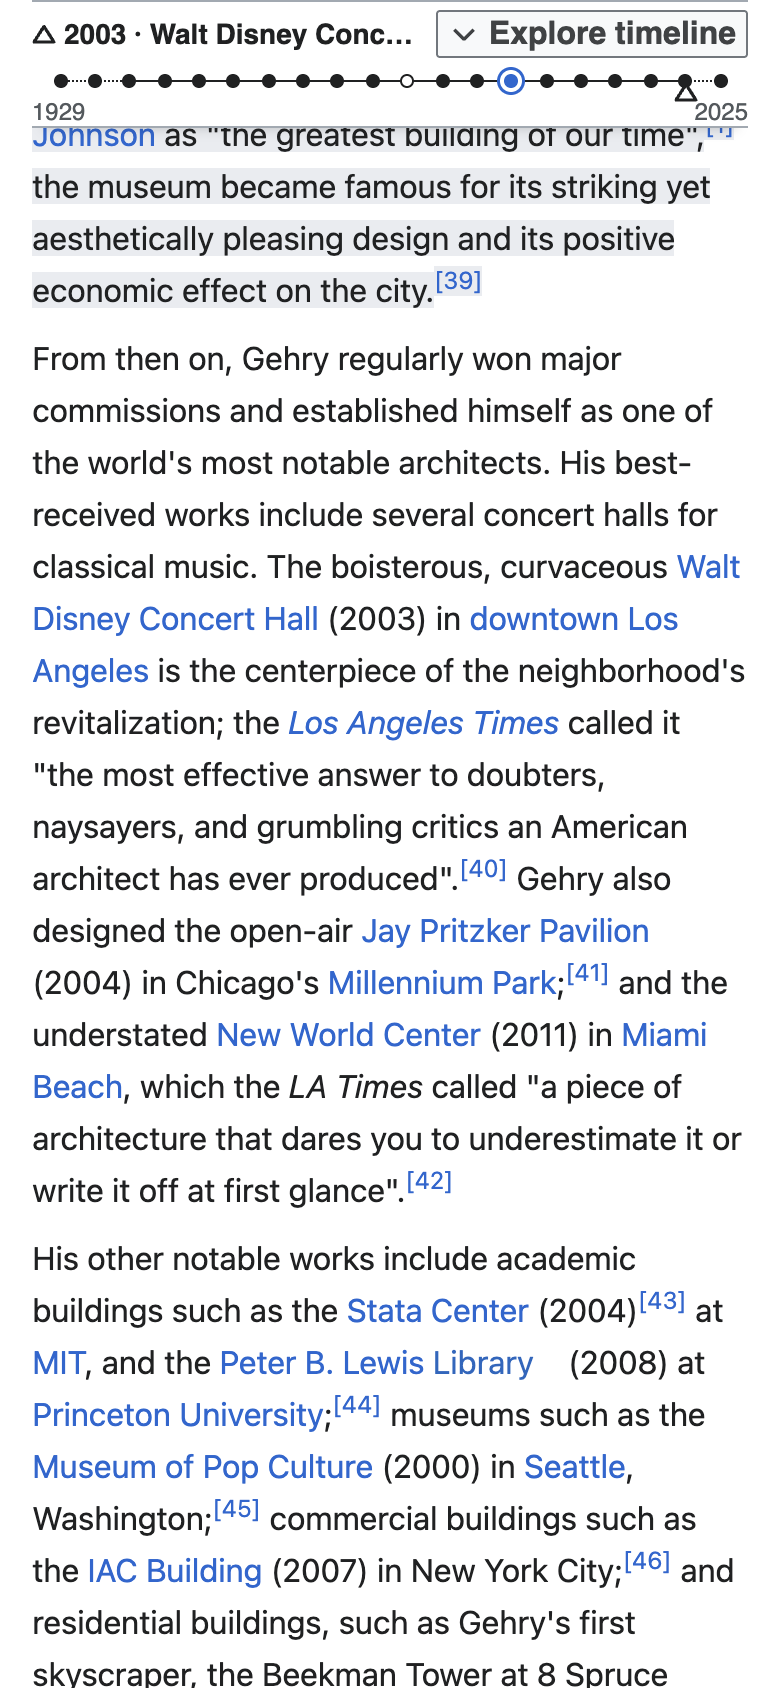 △ 2003 · Walt Disney Conc...
Explore timeline
1929
2025
Johnson as "the greatest building of our time",[1]
the museum became famous for its striking yet
aesthetically pleasing design and its positive
economic effect on the city.[39]
From then on, Gehry regularly won major
commissions and established himself as one of
the world's most notable architects. His best-
received works include several concert halls for
classical music. The boisterous, curvaceous Walt
Disney Concert Hall (2003) in downtown Los
Angeles is the centerpiece of the neighborhood's
revitalization; the Los Angeles Times called it
"the most effective answer to doubters,
naysayers, and grumbling critics an American
architect has ever produced".[40] Gehry also
designed the open-air Jay Pritzker Pavilion
(2004) in Chicago's Millennium Park;[41] and the
understated New World Center (2011) in Miami
Beach, which the LA Times called "a piece of
architecture that dares you to underestimate it or
write it off at first glance".[42]
His other notable works include academic
buildings such as the Stata Center (2004)[43] at
MIT, and the Peter B. Lewis Library (2008) at
Princeton University;[44] museums such as the
Museum of Pop Culture (2000) in Seattle,
Washington;[45] commercial buildings such as
the IAC Building (2007) in New York City;[46] and
residential buildings, such as Gehry's first
skyscraper, the Beekman Tower at 8 Spruce